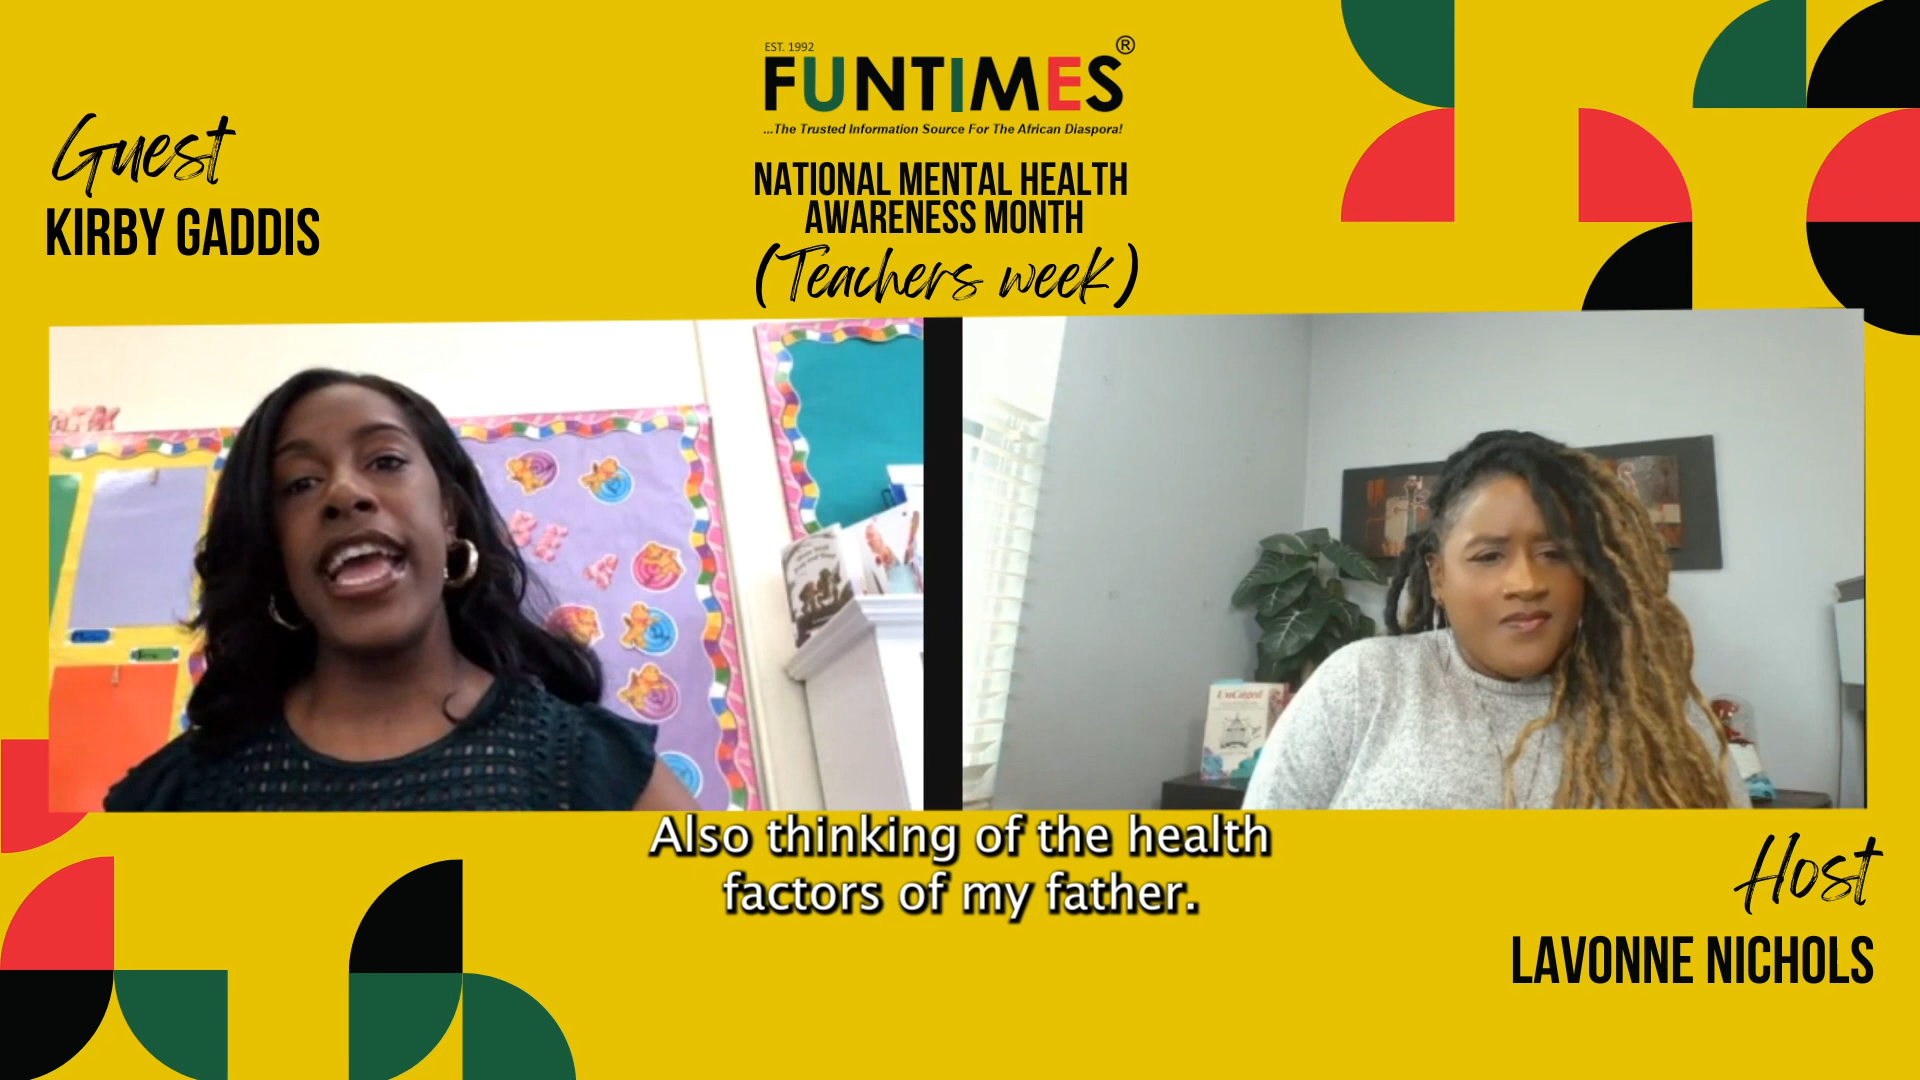 EST. 1992
FUNTIMES®
...The Trusted Information Source For The African Diaspora!
Guest
KIRBY GADDIS
NATIONAL MENTAL HEALTH
AWARENESS MONTH
(Teachers week)
Also thinking of the health
factors of my father.
Host
LAVONNE NICHOLS